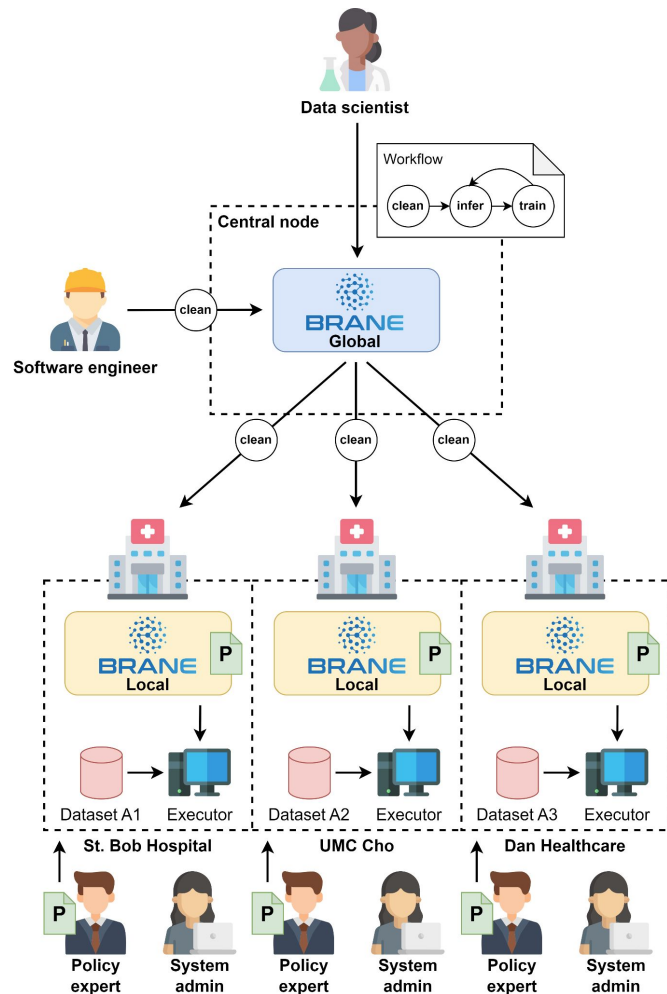 Data scientist
Workflow
clean infer train
Central node
clean
BRANE
Global
Software engineer
clean clean clean
BRANE BRANE BRANE
Local Local Local
P P P
Dataset A1 Executor Dataset A2 Executor Dataset A3 Executor
St. Bob Hospital UMC Cho Dan Healthcare
P P P
Policy expert System admin Policy expert System admin Policy expert System admin